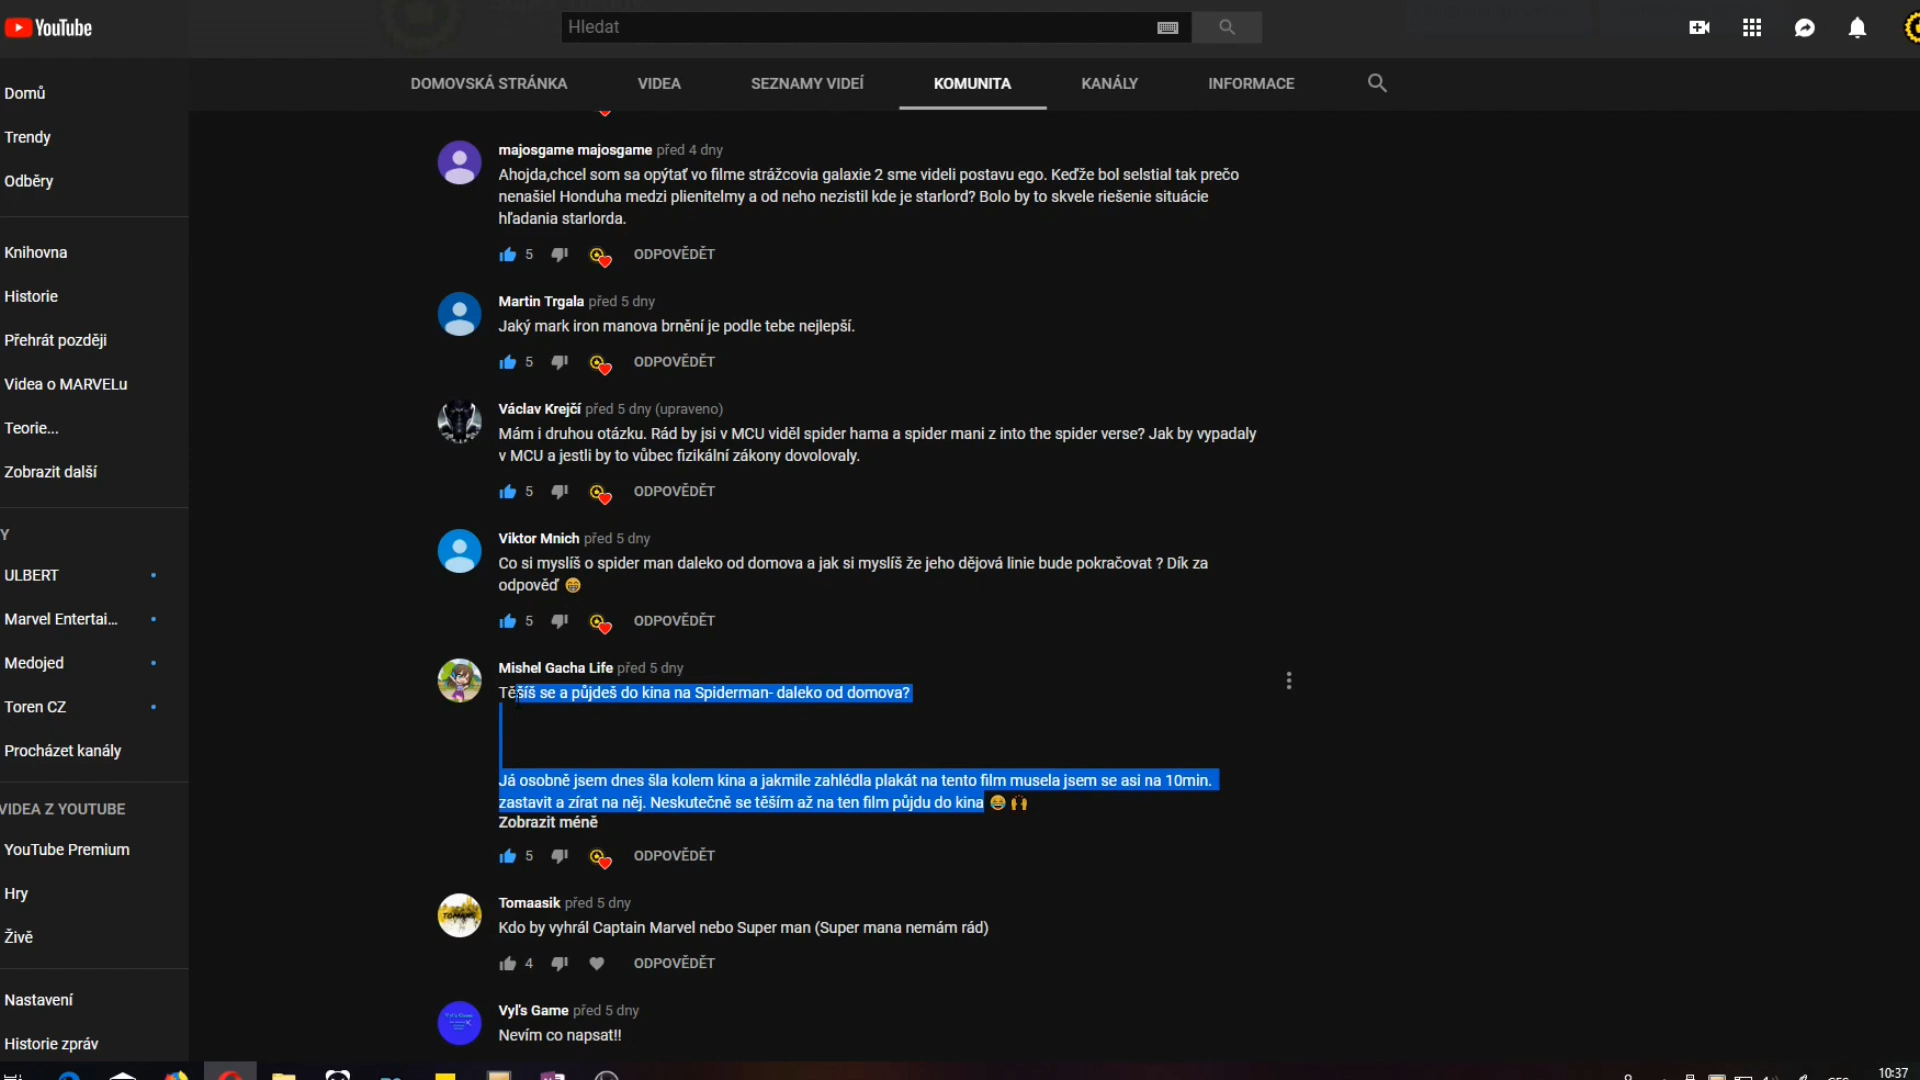 YouTube
Hledat
DOMOVSKÁ STRÁNKA
VIDEA
SEZNAMY VIDEÍ
KOMUNITA
KANÁLY
INFORMACE
Domů
Trendy
Odběry
Knihovna
Historie
Přehrát později
Videa o MARVELu
Teorie...
Zobrazit další
Y
ULBERT
Marvel Entertai...
Medojed
Toren CZ
Procházet kanály
VIDEA Z YOUTUBE
YouTube Premium
Hry
Živě
Nastavení
Historie zpráv
majosgame majosgame před 4 dny
Ahojda,chcel som sa opýtať vo filme strážcovia galaxie 2 sme videli postavu ego. Keďže bol selstial tak prečo
nenašiel Honduha medzi plienitelmy a od neho nezistil kde je starlord? Bolo by to skvele riešenie situácie
hľadania starlorda.
5 ODPOVĚDĚT
Martin Trgala před 5 dny
Jaký mark iron manova brnění je podle tebe nejlepší.
5 ODPOVĚDĚT
Václav Krejčí před 5 dny (upraveno)
Mám i druhou otázku. Rád by jsi v MCU viděl spider hama a spider mani z into the spider verse? Jak by vypadaly
v MCU a jestli by to vůbec fizikální zákony dovolovaly.
5 ODPOVĚDĚT
Viktor Mnich před 5 dny
Co si myslíš o spider man daleko od domova a jak si myslíš že jeho dějová linie bude pokračovat ? Dík za
odpověď 😁
5 ODPOVĚDĚT
Mishel Gacha Life před 5 dny
Těšíš se a půjdeš do kina na Spiderman- daleko od domova?
Já osobně jsem dnes šla kolem kina a jakmile zahlédla plakát na tento film musela jsem se asi na 10min.
zastavit a zírat na něj. Neskutečně se těším až na ten film půjdu do kina 😂🙌
Zobrazit méně
5 ODPOVĚDĚT
Tomaasik před 5 dny
Kdo by vyhrál Captain Marvel nebo Super man (Super mana nemám rád)
4 ODPOVĚDĚT
Vyľs Game před 5 dny
Nevím co napsat!!
10:37